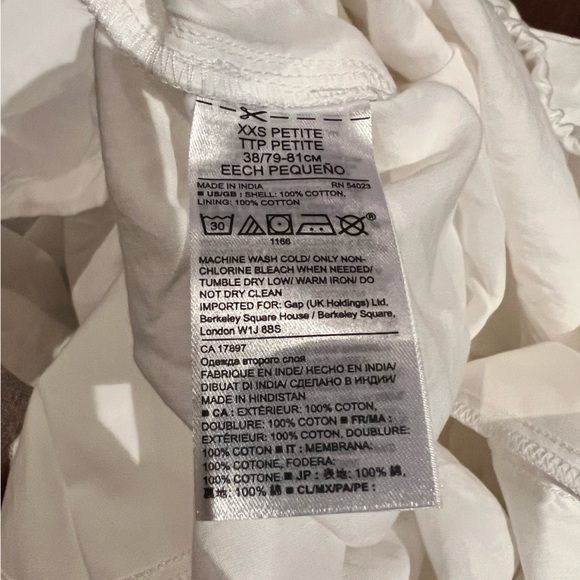 XXS PETITE
TTP PETITE
38/79-81CM
EECH PEQUEÑO
MADE IN INDIA RN 54023
■ US/GB : SHELL: 100% COTTON,
LINING: 100% COTTON
30 ®
1166
MACHINE WASH COLD/ ONLY NON-
CHLORINE BLEACH WHEN NEEDED/
TUMBLE DRY LOW/ WARM IRON/ DO
NOT DRY CLEAN
IMPORTED FOR: Gap (UK Holdings) Ltd,
Berkeley Square House / Berkeley Square,
London W1J 6BS
CA 17897
Одежда второго слоя
FABRIQUE EN INDE/ HECHO EN INDIA/
DIBUAT DI INDIA/ СДЕЛАНО В ИНДИИ/
MADE IN HINDISTAN
■ CA : EXTÉRIEUR: 100% COTON,
DOUBLURE: 100% COTON ■ FR/MA :
EXTÉRIEUR: 100% COTON, DOUBLURE:
100% COTON ■ IT : MEMBRANA:
100% COTONE, FODERA:
100% COTONE ■ JP : 表地: 100% 綿,
裏地: 100% 綿 ■ CL/MX/PA/PE :